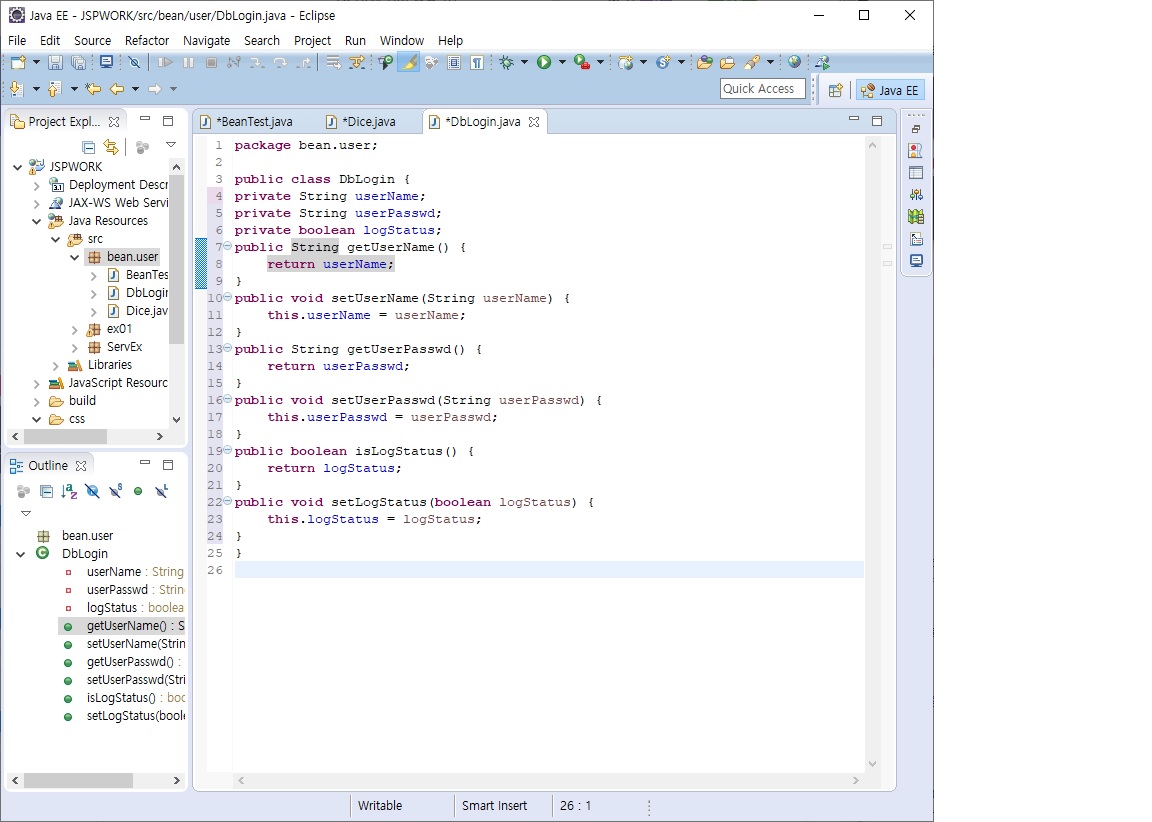 Java EE - JSPWORK/src/bean/user/DbLogin.java - Eclipse
File Edit Source Refactor Navigate Search Project Run Window Help
Quick Access
Java EE
Project Expl...
JSPWORK
Deployment Descr
JAX-WS Web Servi
Java Resources
src
bean.user
BeanTes
DbLogin
Dice.jav
ex01
ServEx
Libraries
JavaScript Resourc
build
css
Outline
bean.user
DbLogin
userName : String
userPasswd : Strin
logStatus : boolea
getUserName() : S
setUserName(Strin
getUserPasswd() :
setUserPasswd(Stri
isLogStatus() : boo
setLogStatus(boole
*BeanTest.java *Dice.java *DbLogin.java
1 package bean.user;
2
3 public class DbLogin {
4 private String userName;
5 private String userPasswd;
6 private boolean logStatus;
7 public String getUserName() {
8 return userName;
9 }
10 public void setUserName(String userName) {
11 this.userName = userName;
12 }
13 public String getUserPasswd() {
14 return userPasswd;
15 }
16 public void setUserPasswd(String userPasswd) {
17 this.userPasswd = userPasswd;
18 }
19 public boolean isLogStatus() {
20 return logStatus;
21 }
22 public void setLogStatus(boolean logStatus) {
23 this.logStatus = logStatus;
24 }
25 }
26
Writable Smart Insert 26 : 1